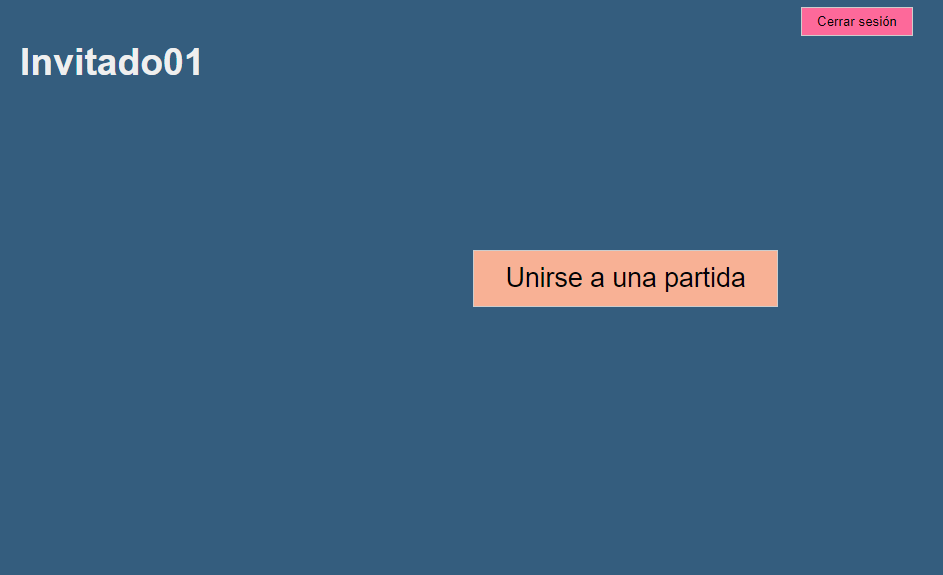 Cerrar sesión
Invitado01
Unirse a una partida